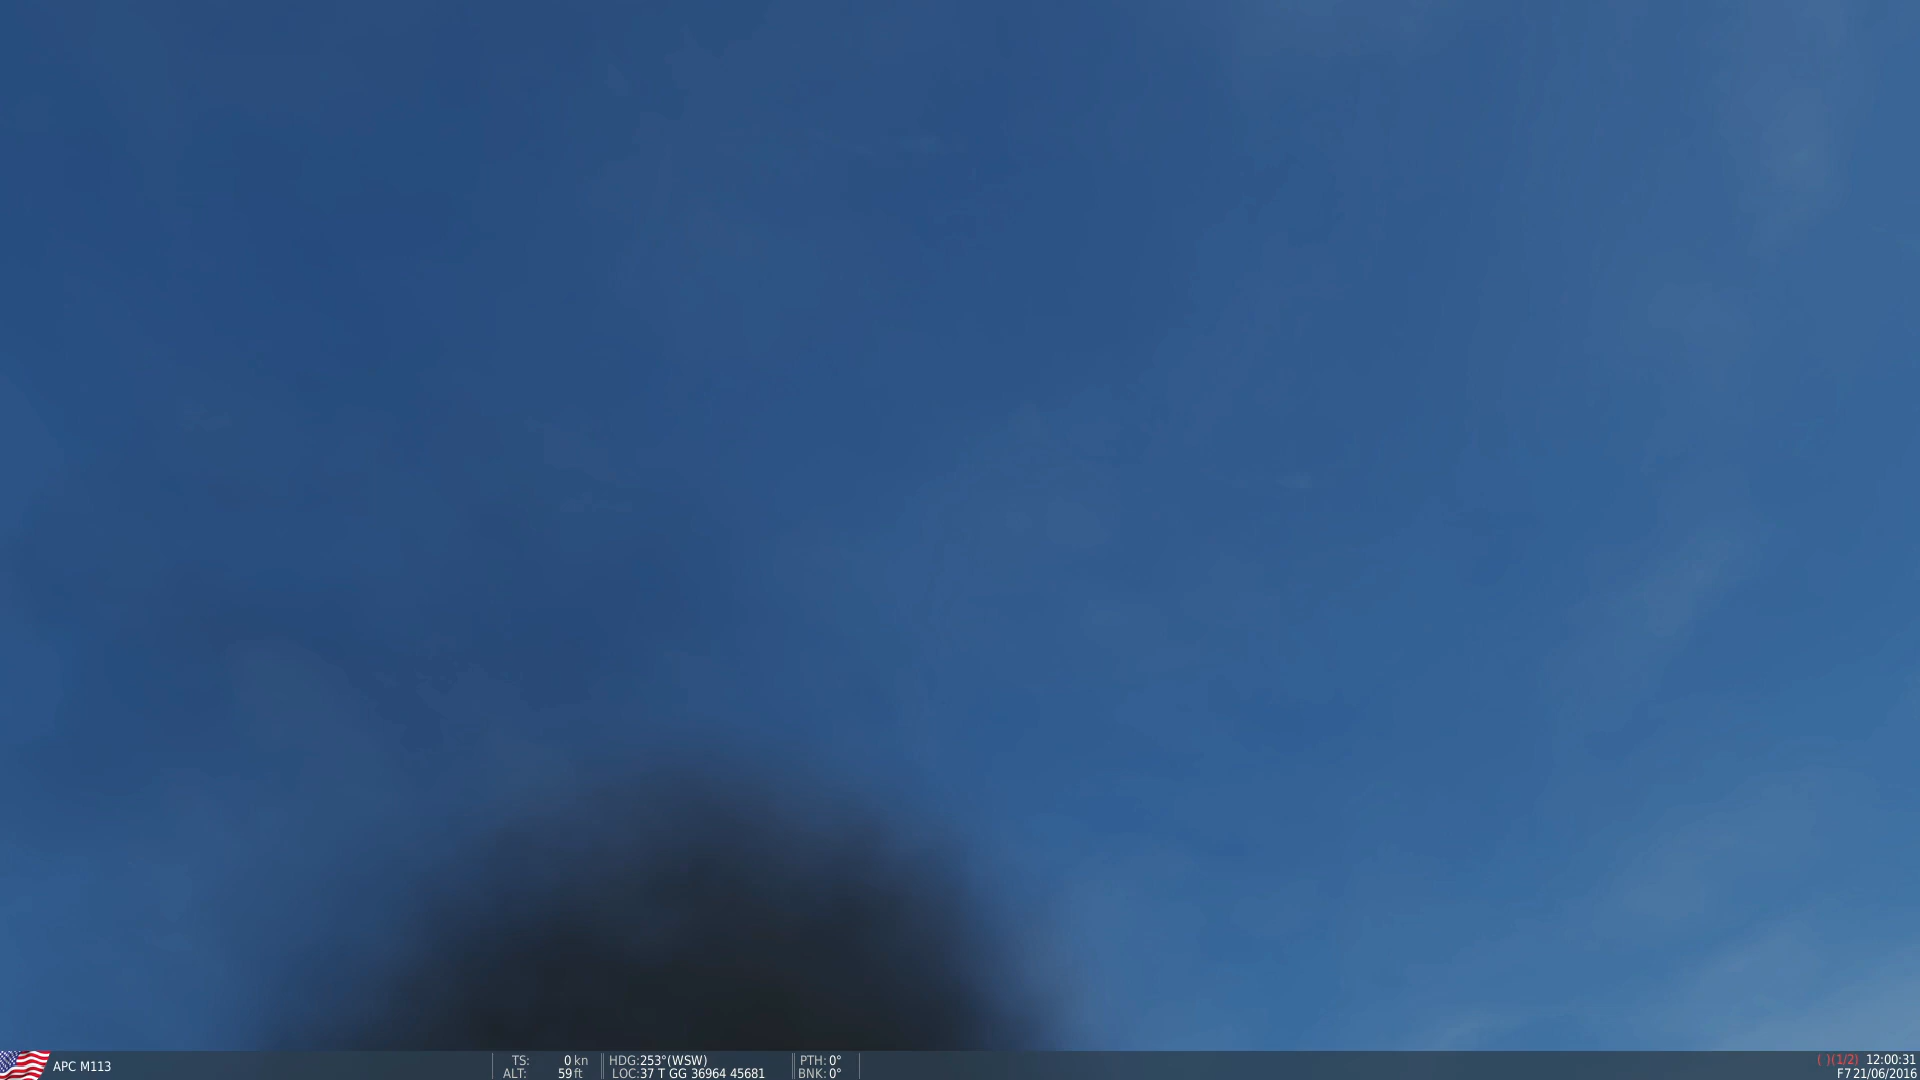 APC M113
TS: 0 kn
ALT: 59 ft
HDG:253°(WSW)
LOC:37 T GG 36964 45681
PTH: 0°
BNK: 0°
( )(1/2) 12:00:31
F7 21/06/2016